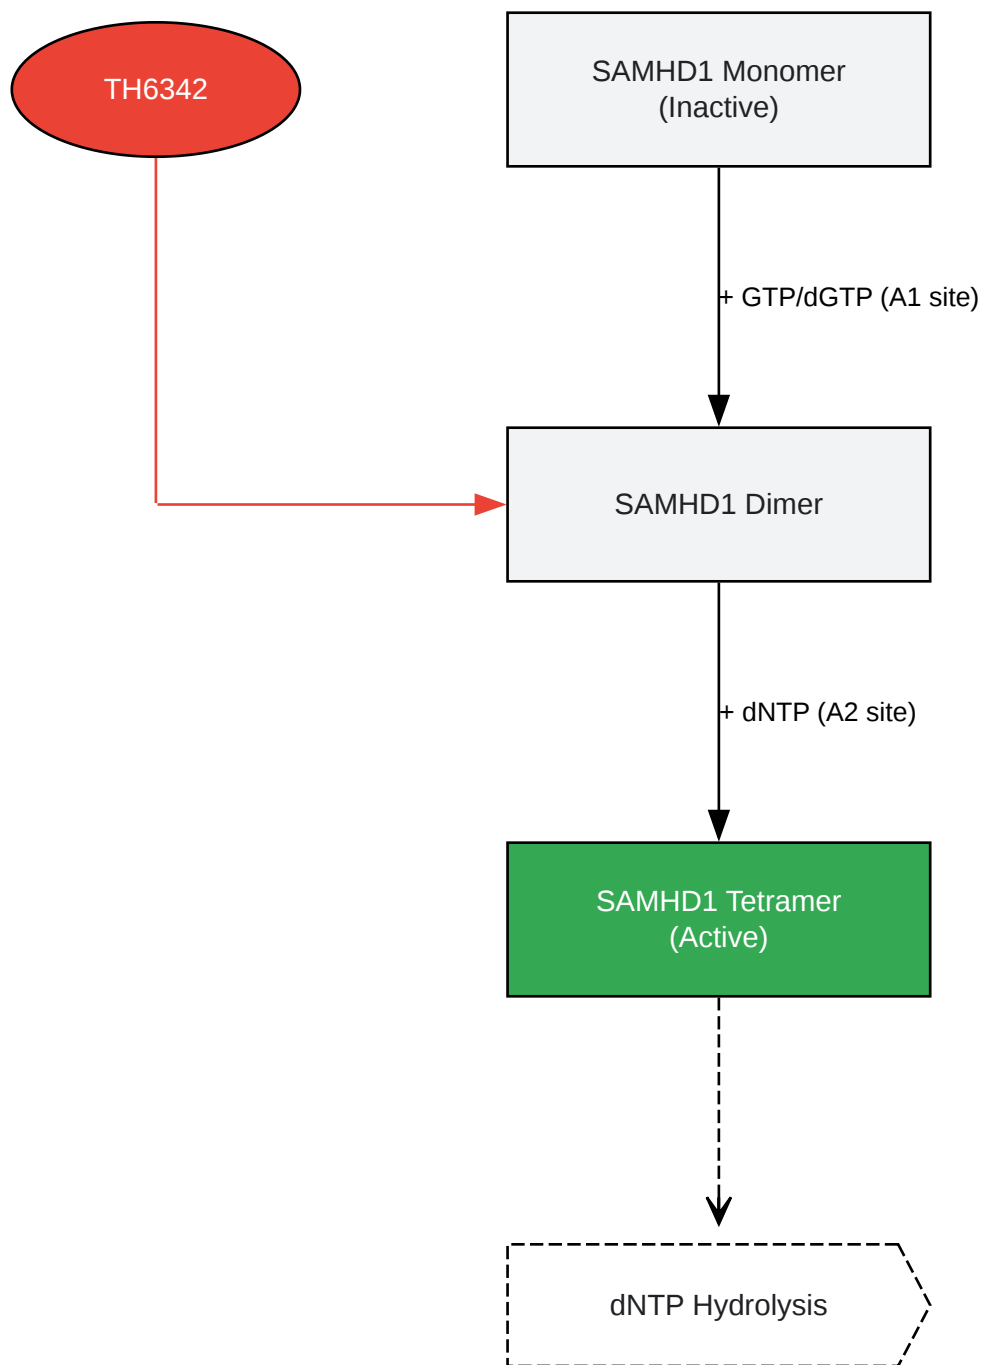 TH6342
SAMHD1 Monomer
(Inactive)
+ GTP/dGTP (A1 site)
SAMHD1 Dimer
+ dNTP (A2 site)
SAMHD1 Tetramer
(Active)
dNTP Hydrolysis